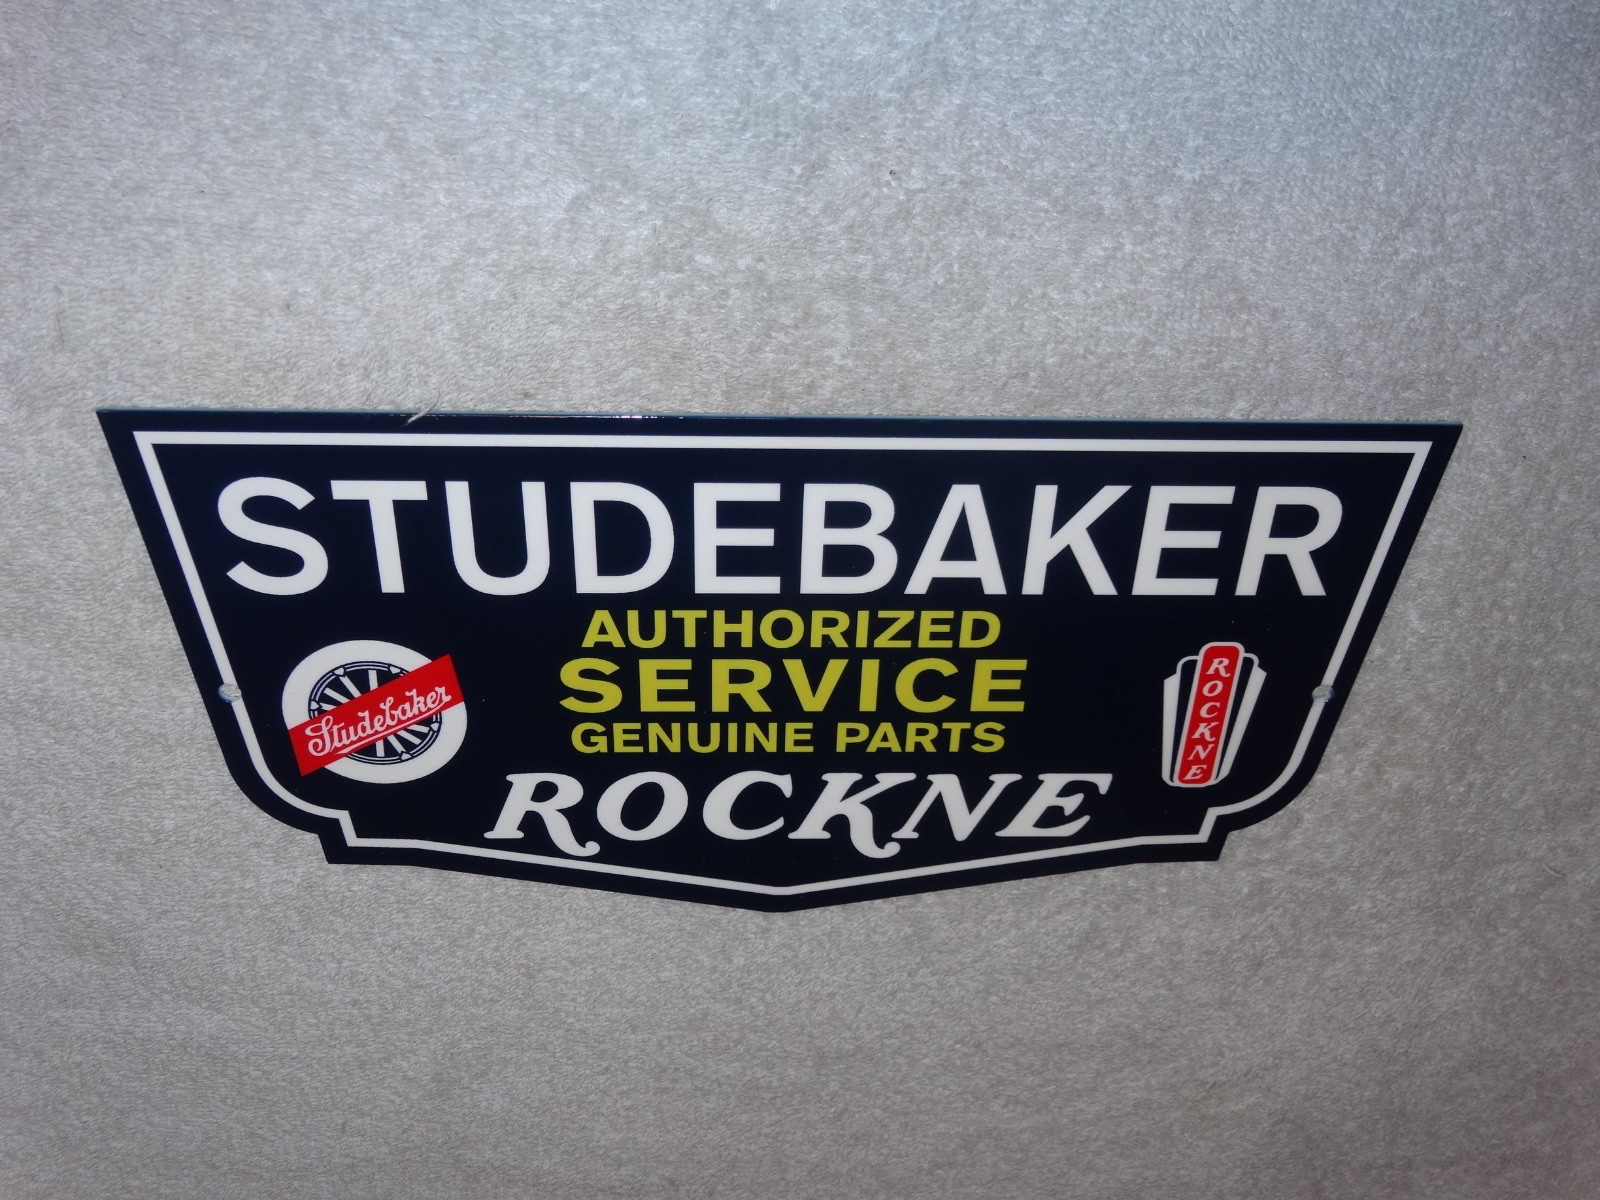 STUDEBAKER
AUTHORIZED
SERVICE
GENUINE PARTS
Studebaker
ROCKNE
ROCKNE